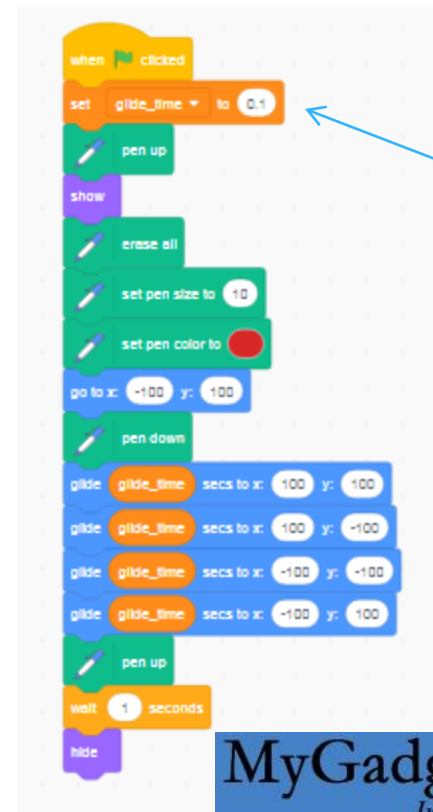 when clicked
set glide_time to 0.1
pen up
show
erase all
set pen size to 10
set pen color to
go to x: -100 y: 100
pen down
glide glide_time secs to x: 100 y: 100
glide glide_time secs to x: 100 y: -100
glide glide_time secs to x: -100 y: -100
glide glide_time secs to x: -100 y: 100
pen up
wait 1 seconds
hide
MyGadg